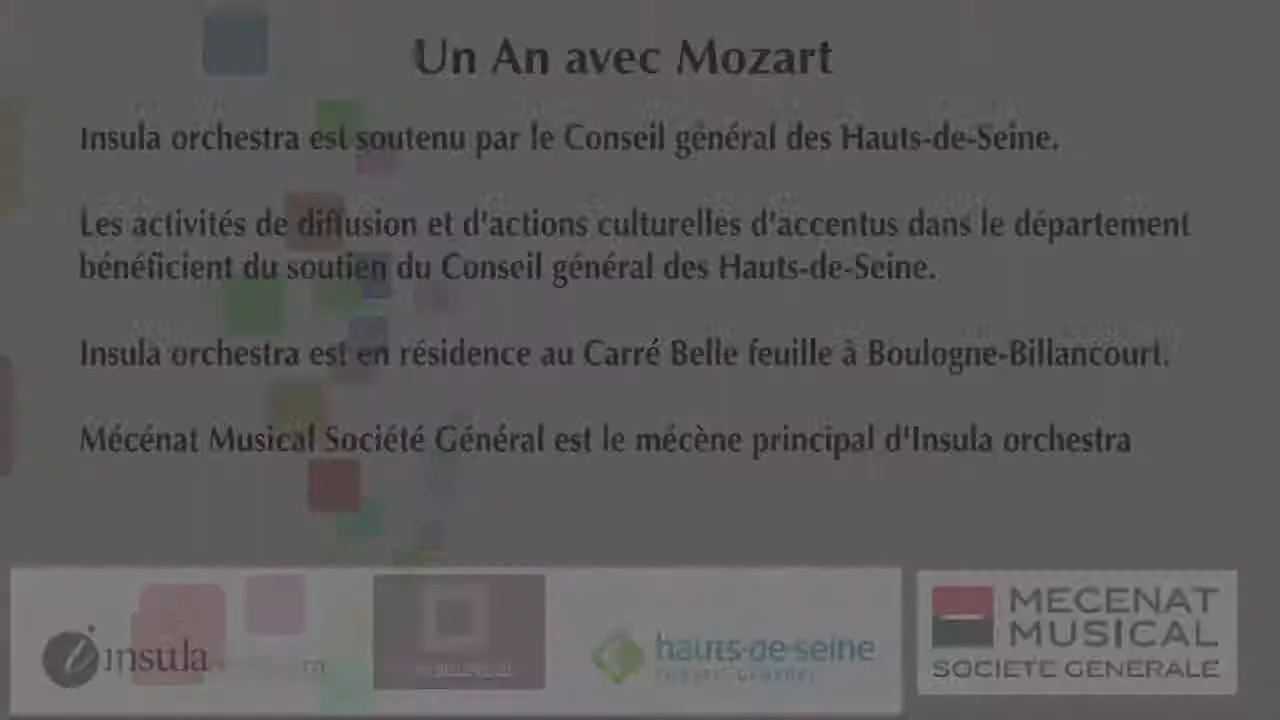 Un An avec Mozart
Insula orchestra est soutenu par le Conseil général des Hauts-de-Seine.
Les activités de diffusion et d'actions culturelles d'accentus dans le département
bénéficient du soutien du Conseil général des Hauts-de-Seine.
Insula orchestra est en résidence au Carré Belle feuille à Boulogne-Billancourt.
Mécénat Musical Société Général est le mécène principal d'Insula orchestra
insula
hauts-de-seine
CONSEIL GENERAL
MECENAT
MUSICAL
SOCIETE GENERALE